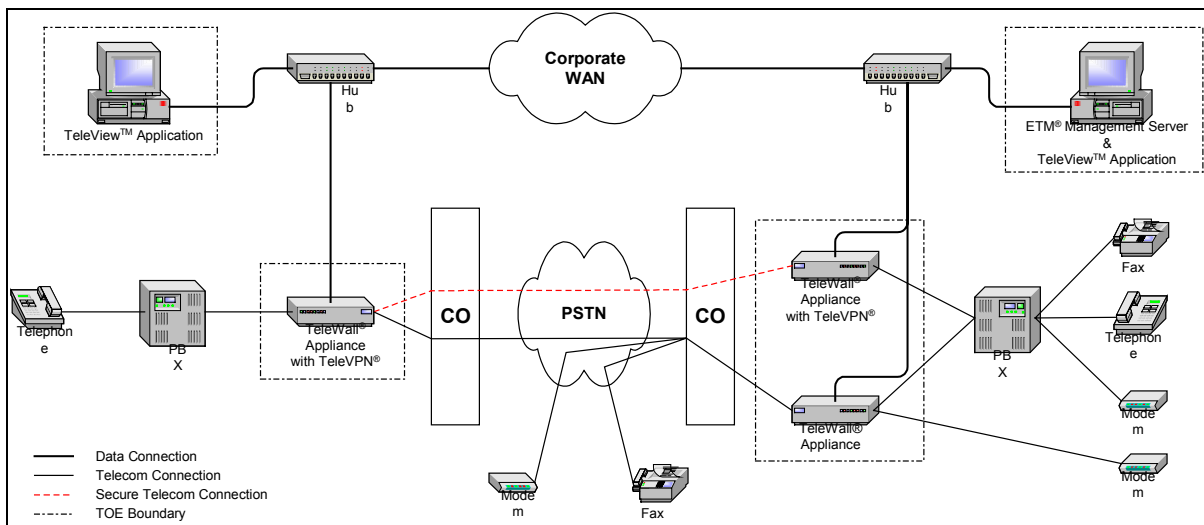 Corporate
WAN
Hu
b
Hu
b
TeleView™ Application
ETM® Management Server
&
TeleView™ Application
Telephon
e
PB
X
TeleWall®
Appliance
with TeleVPN®
CO
PSTN
CO
TeleWall®
Appliance
with TeleVPN®
TeleWall®
Appliance
PB
X
Fax
Telephon
e
Mode
m
Mode
m
Mode
m
Fax
Data Connection
Telecom Connection
Secure Telecom Connection
TOE Boundary